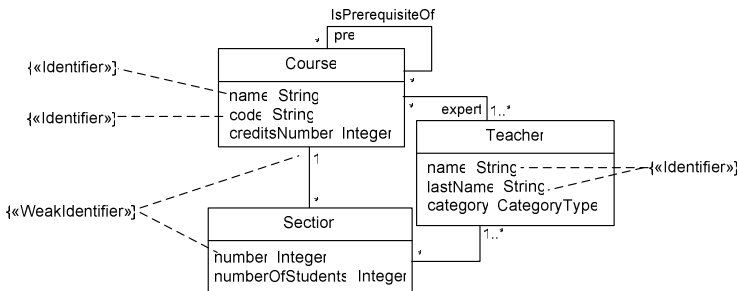 IsPrerequisiteOf
* pre
{«Identifier»}
Course
*
name String
{«Identifier»}
code String
creditsNumber Integer
*
expert 1..*
1
Teacher
name String
{«Identifier»}
lastName String
category CategoryType
{«WeakIdentifier»}
*
Section
1..*
number Integer
*
numberOfStudents Integer